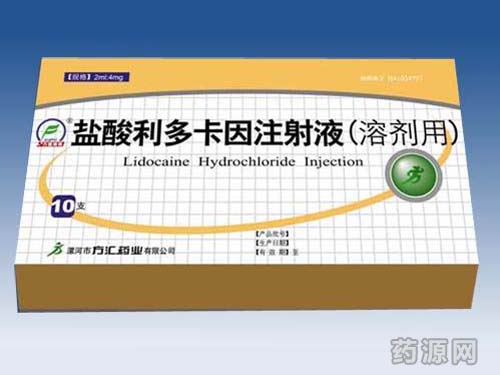 【规格】2ml:4mg
盐酸利多卡因注射液(溶剂用)
Lidocaine Hydrochloride Injection
10支
【产品批号】
【生产日期】
【有效期】至
漯河市方汇药业有限公司
药源网